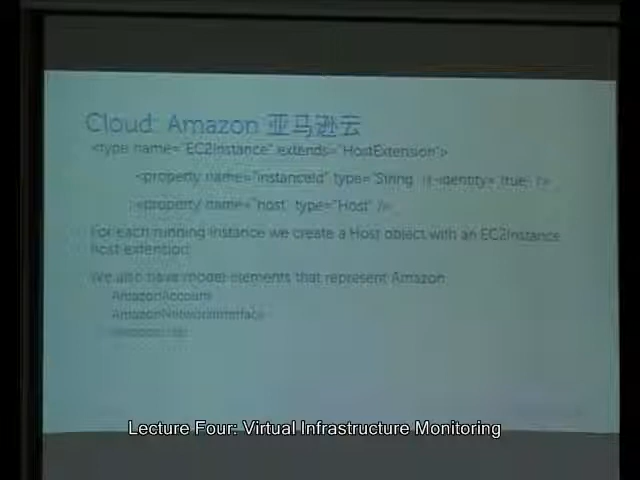 Cloud: Amazon 亚马逊云
<type name="EC2Instance" extends="HostExtension">
<property name="instanceId" type="String" is-identity="true" />
<property name="host" type="Host" />
For each running instance we create a Host object with an EC2Instance
host extention
We also have model elements that represent Amazon
AmazonAccount
AmazonNetworkInterface
Lecture Four: Virtual Infrastructure Monitoring